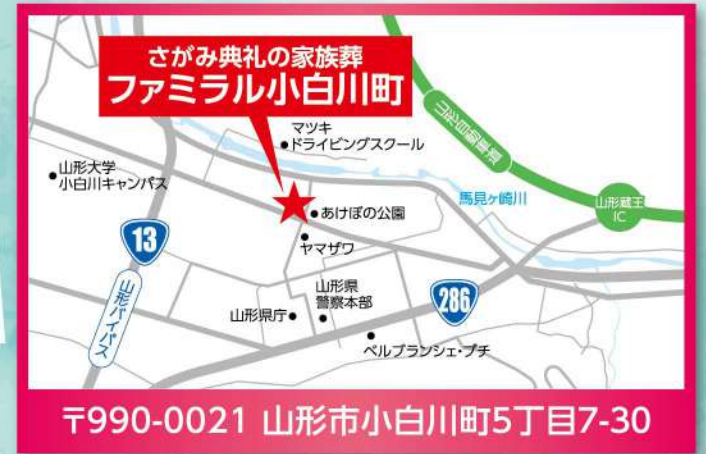 さがみ典礼の家族葬
ファミラル小白川町
マツキ
ドライビングスクール
山形自動車道
山形大学
小白川キャンパス
あけぼの公園
馬見ヶ崎川
山形蔵王
IC
ヤマザワ
13
山形バイパス
山形県庁
山形県
警察本部
286
ベルブランシェ・プチ
〒990-0021 山形市小白川町5丁目7-30